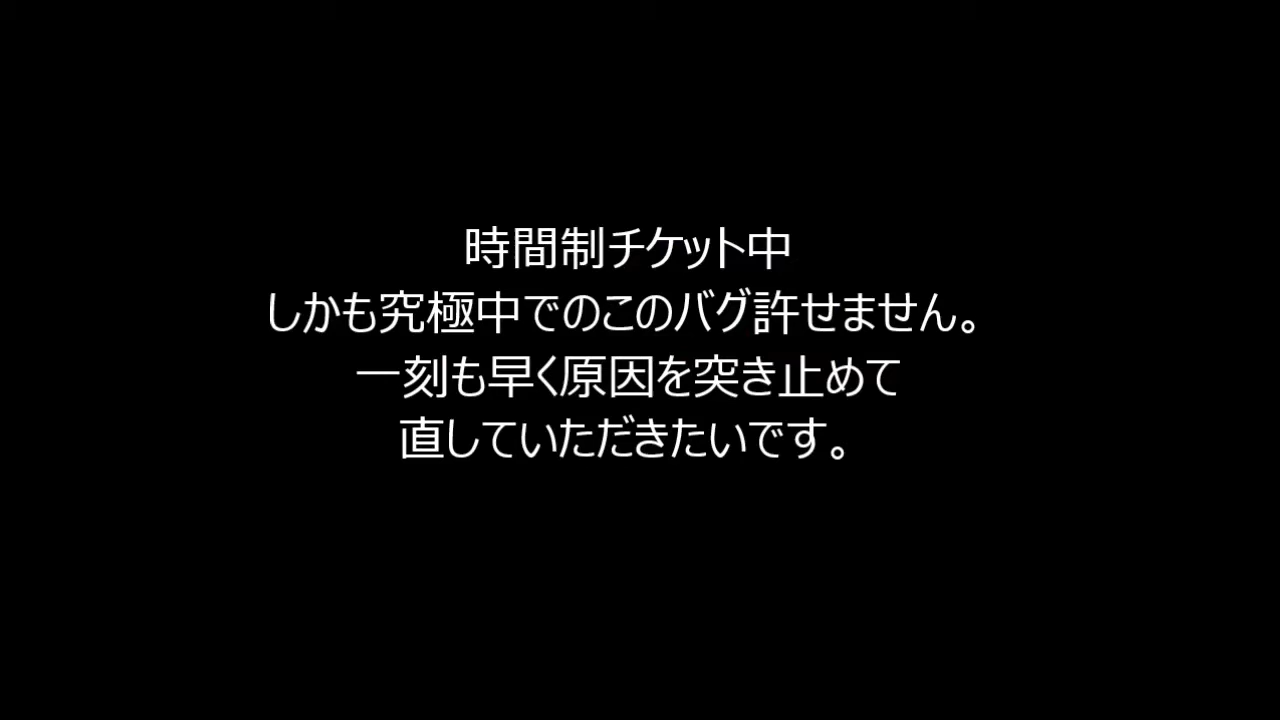 時間制チケット中
しかも究極中でのこのバグ許せません。
一刻も早く原因を突き止めて
直していただきたいです。